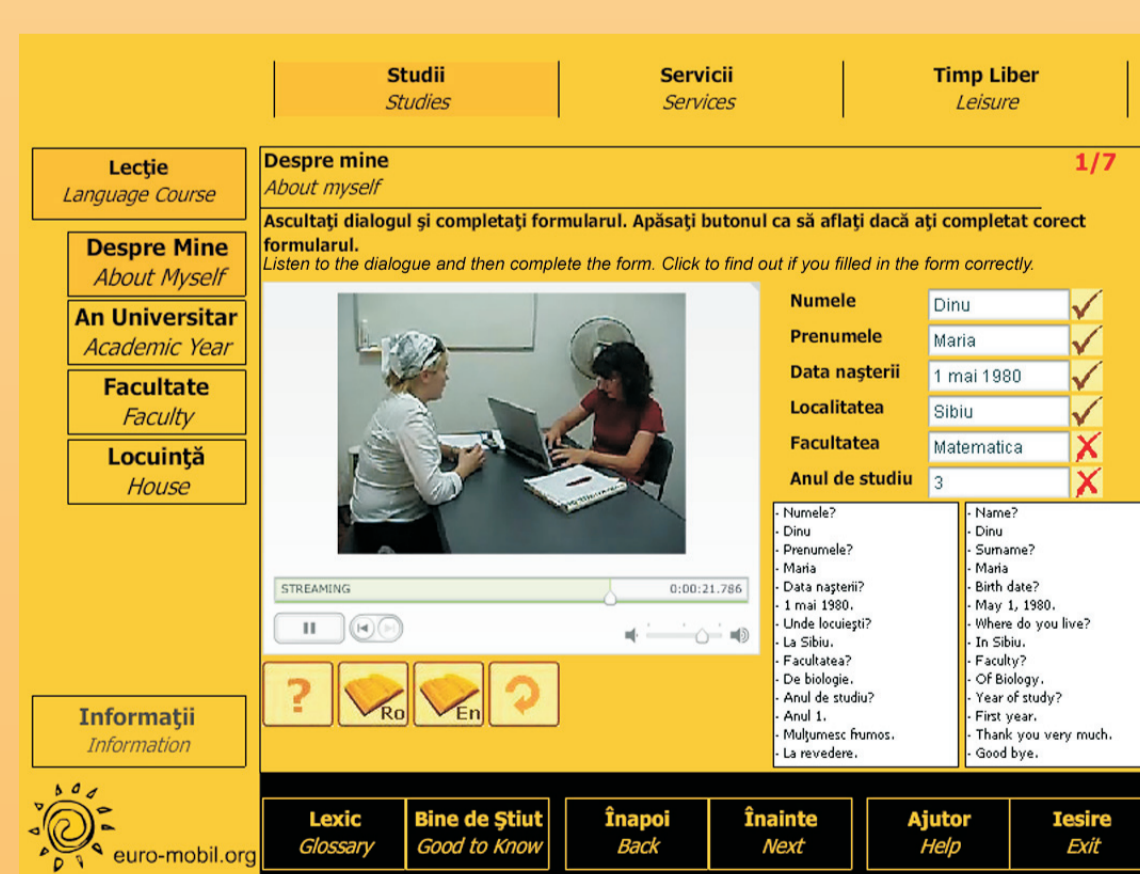 Studii
Studies
Servicii
Services
Timp Liber
Leisure
Lecţie
Language Course
Despre Mine
About Myself
An Universitar
Academic Year
Facultate
Faculty
Locuinţă
House
Informaţii
Information
euro-mobil.org
Despre mine
About myself
1/7
Ascultaţi dialogul şi completaţi formularul. Apăsaţi butonul ca să aflaţi dacă aţi completat corect
formularul.
Listen to the dialogue and then complete the form. Click to find out if you filled in the form correctly.
STREAMING 0:00:21.786
?
Ro
En
Numele Dinu
Prenumele Maria
Data naşterii 1 mai 1980
Localitatea Sibiu
Facultatea Matematica
Anul de studiu 3
- Numele?
- Dinu
- Prenumele?
- Maria
- Data naşterii?
- 1 mai 1980.
- Unde locuieşti?
- La Sibiu.
- Facultatea?
- De biologie.
- Anul de studiu?
- Anul 1.
- Mulţumesc frumos.
- La revedere.
- Name?
- Dinu
- Surname?
- Maria
- Birth date?
- May 1, 1980.
- Where do you live?
- In Sibiu.
- Faculty?
- Of Biology.
- Year of study?
- First year.
- Thank you very much.
- Good bye.
Lexic
Glossary
Bine de Ştiut
Good to Know
Înapoi
Back
Înainte
Next
Ajutor
Help
Iesire
Exit